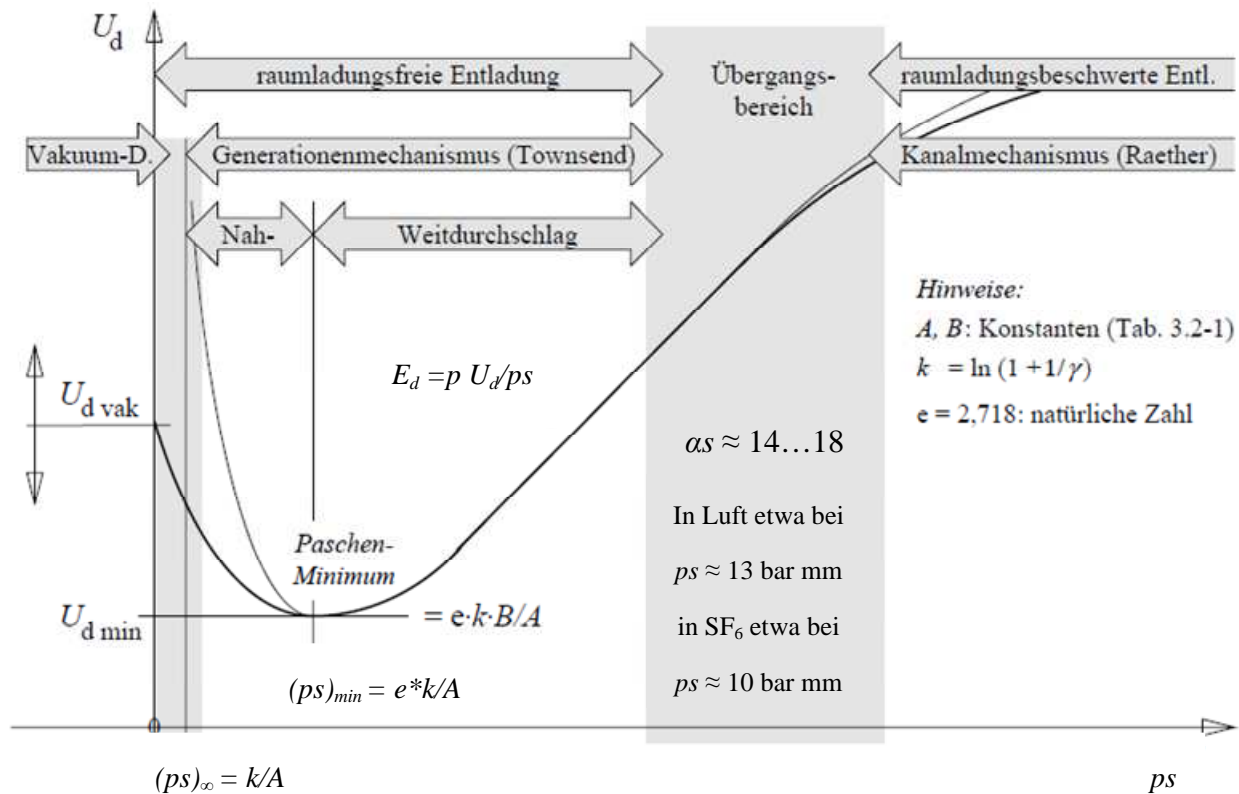 U_d
raumladungsfreie Entladung
Übergangs-
bereich
raumladungsbeschwerte Entl.
Vakuum-D.
Generationenmechismus (Townsend)
Kanalmechanismus (Raether)
Nah-
Weitdurchschlag
Hinweise:
A, B: Konstanten (Tab. 3.2-1)
k = ln (1 +1/γ)
e = 2,718: natürliche Zahl
E_d =p U_d/ps
U_d vak
αs ≈ 14…18
In Luft etwa bei
ps ≈ 13 bar mm
in SF₆ etwa bei
ps ≈ 10 bar mm
Paschen-
Minimum
U_d min
= e·k·B/A
(ps)_min = e*k/A
0
(ps)_∞ = k/A
ps